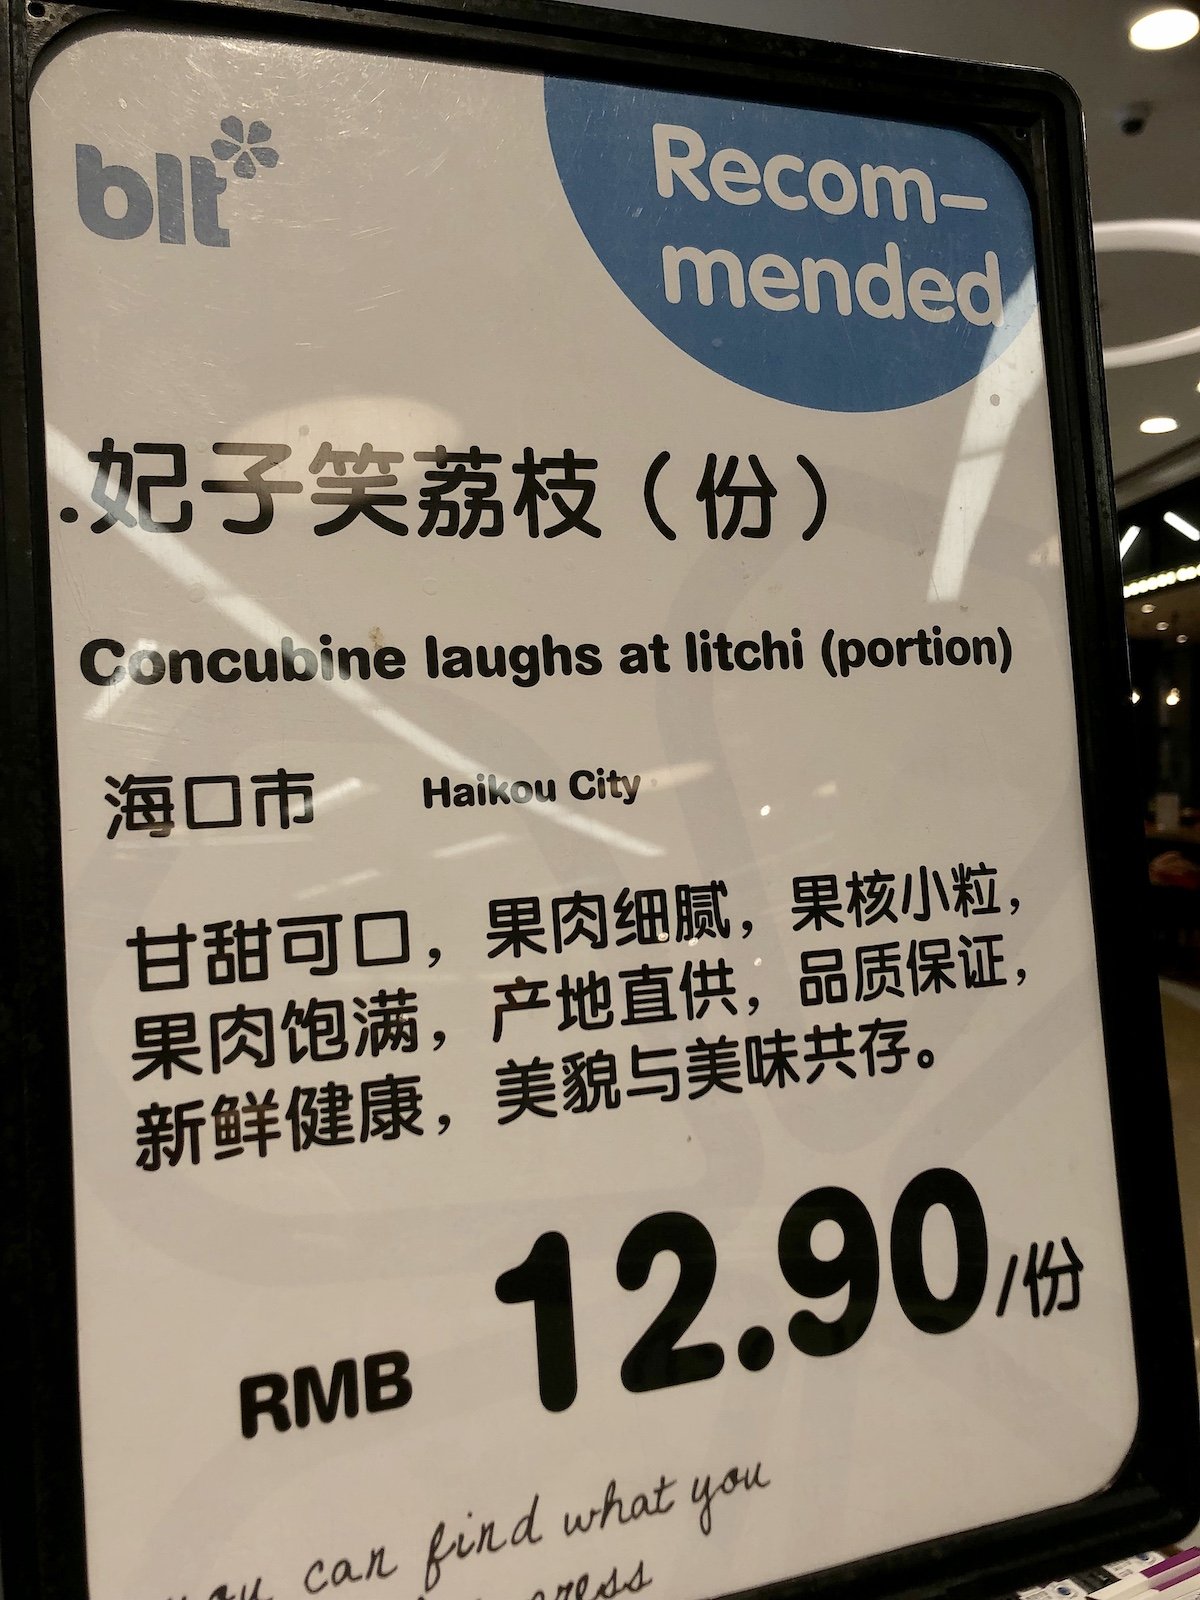 blt
Recom-
mended
.妃子笑荔枝（份）
Concubine laughs at litchi (portion)
海口市 Haikou City
甘甜可口，果肉细腻，果核小粒，
果肉饱满，产地直供，品质保证，
新鲜健康，美貌与美味共存。
RMB 12.90/份
can find what you